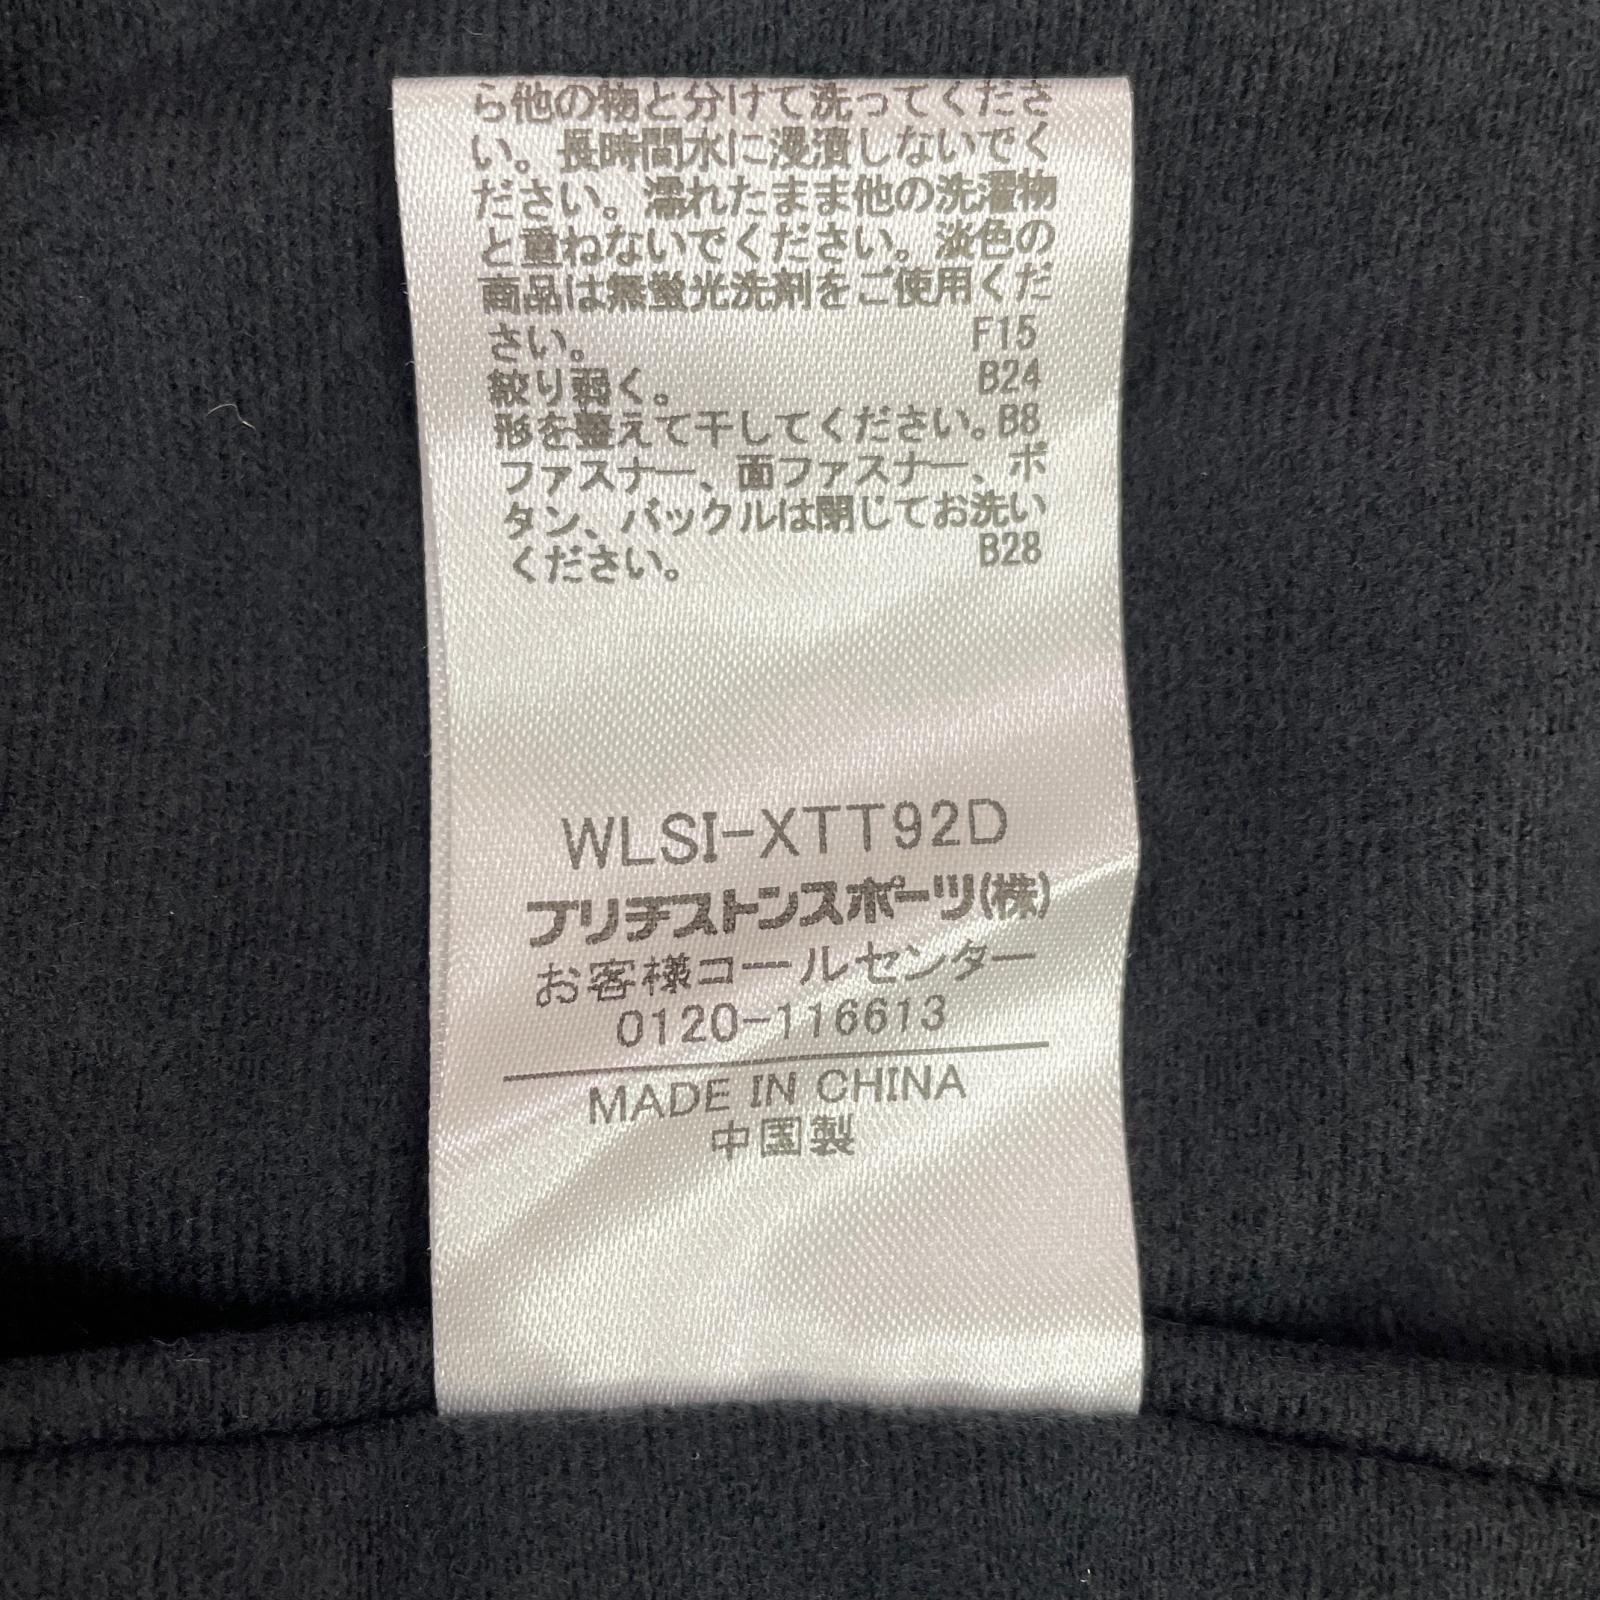 ら他の物と分けて洗ってくださ
い。長時間水に浸漬しないでく
ださい。濡れたまま他の洗濯物
と重ねないでください。淡色の
商品は無蛍光洗剤をご使用くだ
さい。 F15
絞り弱く。 B24
形を整えて干してください。B8
ファスナー、面ファスナー、ボ
タン、バックルは閉じてお洗い
ください。 B28
WLSI-XTT92D
ブリヂストンスポーツ(株)
お客様コールセンター
0120-116613
MADE IN CHINA
中国製